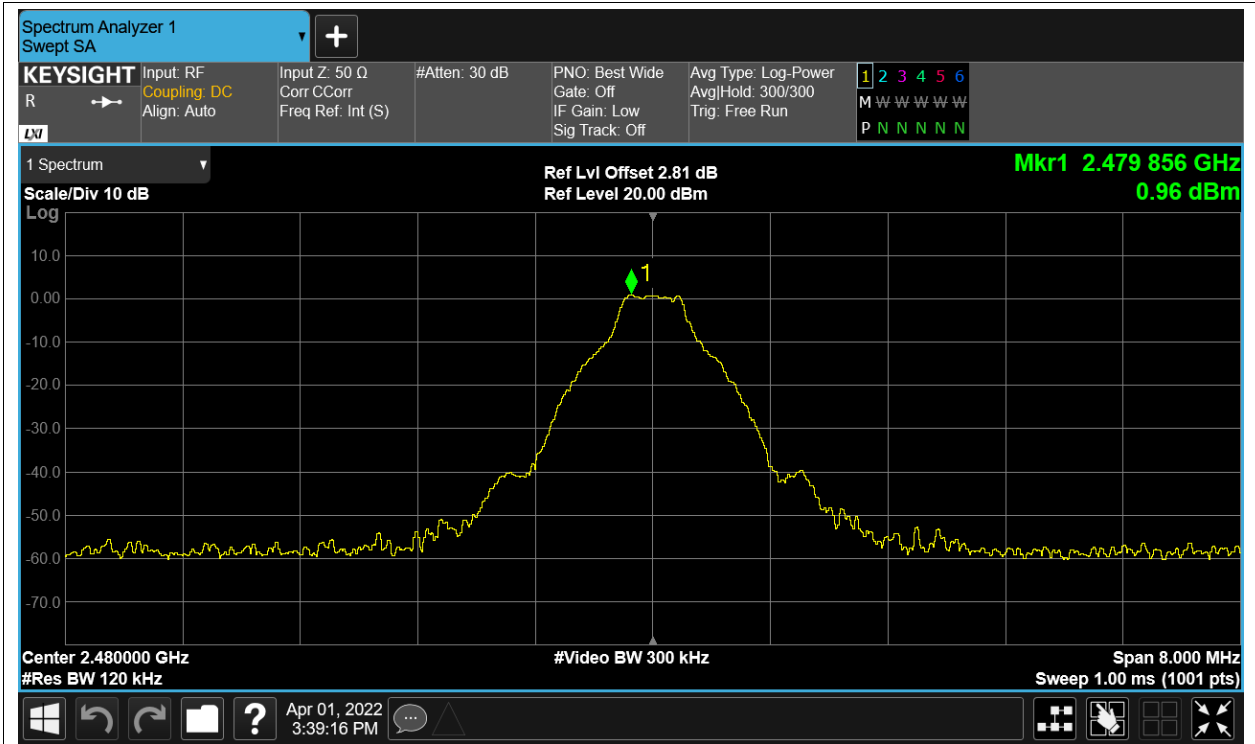 Spectrum Analyzer 1
Swept SA
KEYSIGHT
R
LXI
Input: RF
Coupling: DC
Align: Auto
Input Z: 50 Ω
Corr CCorr
Freq Ref: Int (S)
#Atten: 30 dB
PNO: Best Wide
Gate: Off
IF Gain: Low
Sig Track: Off
Avg Type: Log-Power
Avg|Hold: 300/300
Trig: Free Run
1 2 3 4 5 6
M W W W W W
P N N N N N
1 Spectrum
Scale/Div 10 dB
Log
Ref Lvl Offset 2.81 dB
Ref Level 20.00 dBm
Mkr1 2.479 856 GHz
0.96 dBm
1
10.0
0.00
-10.0
-20.0
-30.0
-40.0
-50.0
-60.0
-70.0
Center 2.480000 GHz
#Video BW 300 kHz
Span 8.000 MHz
#Res BW 120 kHz
Sweep 1.00 ms (1001 pts)
?
Apr 01, 2022
3:39:16 PM